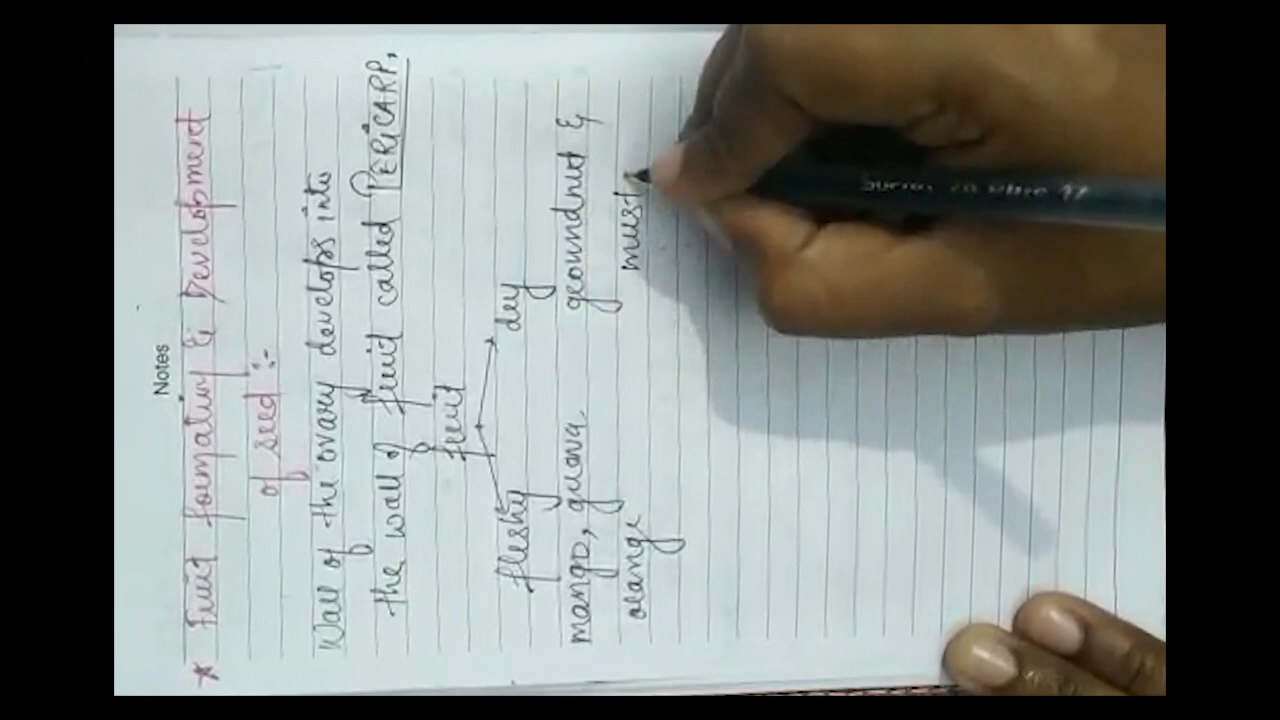 Notes
* Fruit formation & Development
of seed :-
Wall of the ovary develops into
the wall of fruit called PERICARP.
fruit
fleshy dry
mango, guava groundnut &
orange must